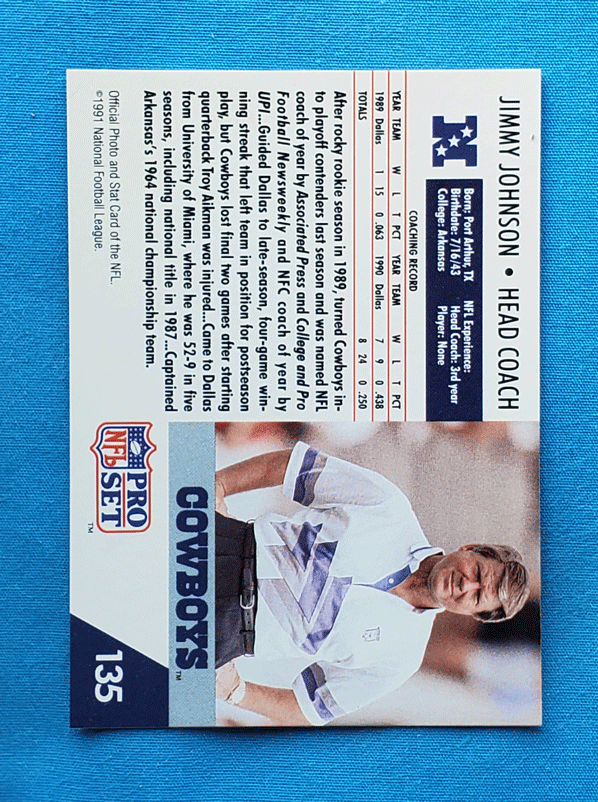 JIMMY JOHNSON • HEAD COACH
N
Born: Port Arthur, TX
Birthdate: 7/16/43
College: Arkansas
NFL Experience:
Head Coach: 3rd year
Player: None
COACHING RECORD
YEAR TEAM W L T PCT YEAR TEAM W L T PCT
1989 Dallas 1 15 0 .063 1990 Dallas 7 9 0 .438
TOTALS 8 24 0 .250
After rocky rookie season in 1989, turned Cowboys in-
to playoff contenders last season and was named NFL
coach of year by Associated Press and College and Pro
Football Newsweekly and NFC coach of year by
UPI...Guided Dallas to late-season, four-game win-
ning streak that left team in position for postseason
play, but Cowboys lost final two games after starting
quarterback Troy Aikman was injured...Came to Dallas
from University of Miami, where he was 52-9 in five
seasons, including national title in 1987...Captained
Arkansas's 1964 national championship team.
Official Photo and Stat Card of the NFL.
©1991 National Football League.
COWBOYS™
PRO
NFL SET™
135